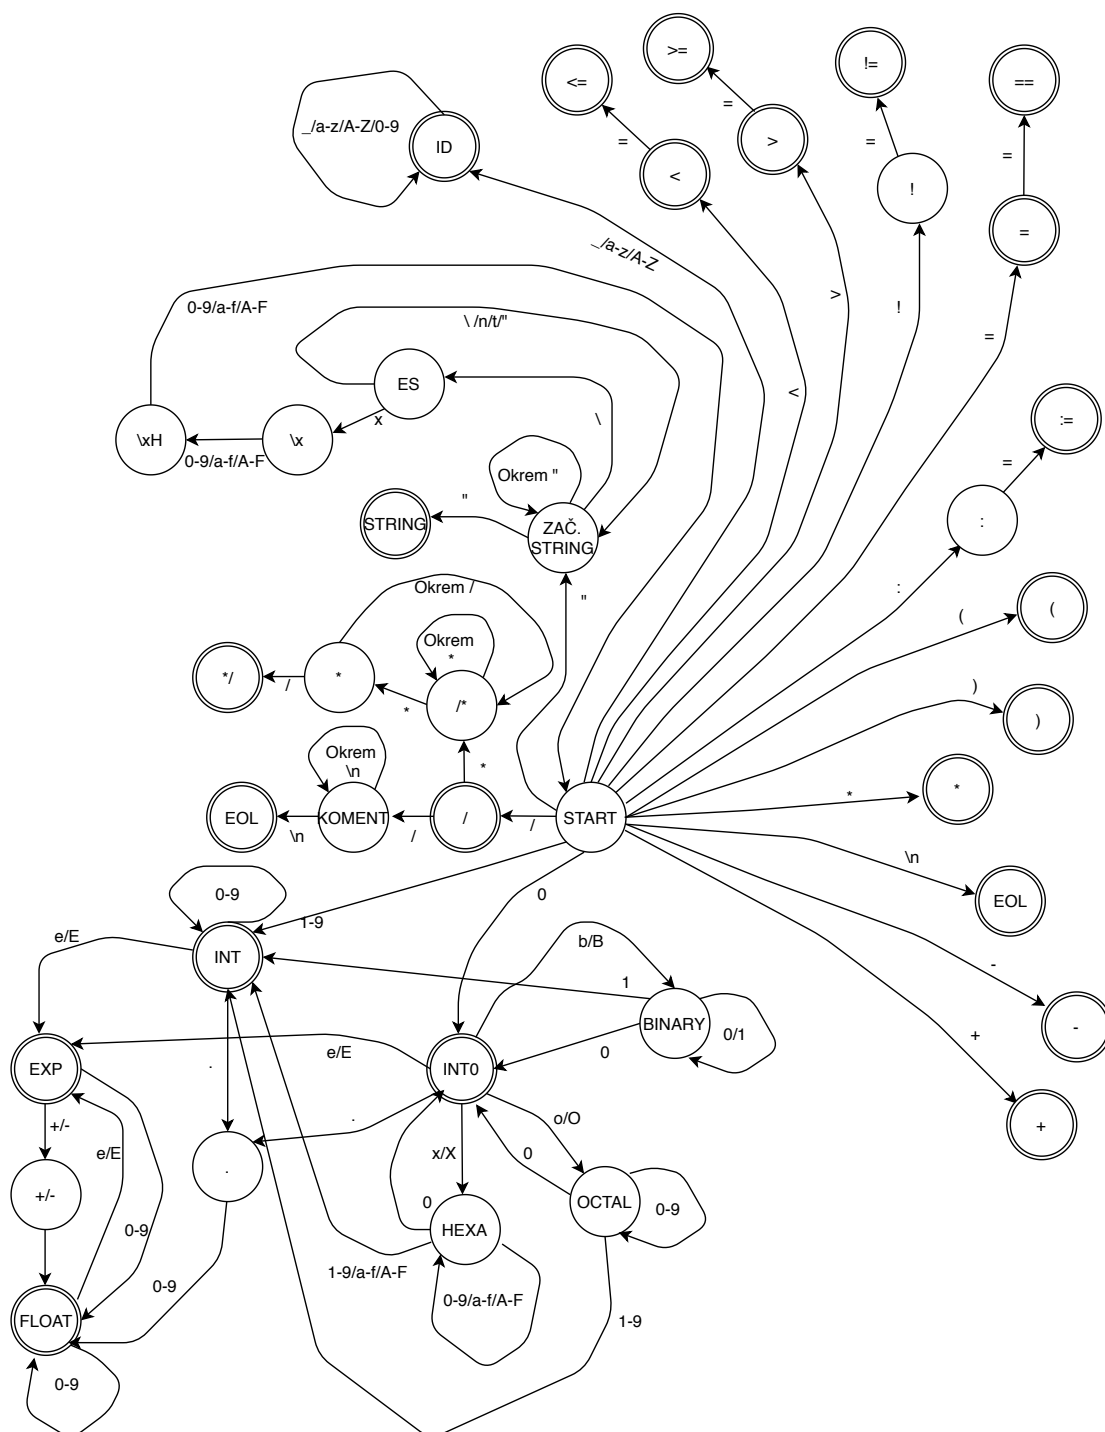 >=
!=
<=
==
=
=
=
=
_/a-z/A-Z/0-9
ID
>
<
!
=
_/a-z/A-Z
>
!
=
<
0-9/a-f/A-F
\ /n/t/"
ES
x
\
\xH
\x
0-9/a-f/A-F
:=
=
:
Okrem "
"
STRING
ZAČ.
STRING
"
:
(
(
Okrem /
Okrem
*
*/
/
*
*
/*
)
)
*
Okrem
\n
*
*
EOL
\n
KOMENT
/
/
/
START
\n
EOL
0-9
1-9
0
e/E
INT
b/B
1
-
-
BINARY
0/1
0
+
+
EXP
e/E
INT0
.
.
+/-
e/E
.
x/X
o/O
0
+/-
0
HEXA
OCTAL
0-9
0-9
0-9
1-9/a-f/A-F
0-9/a-f/A-F
1-9
FLOAT
0-9